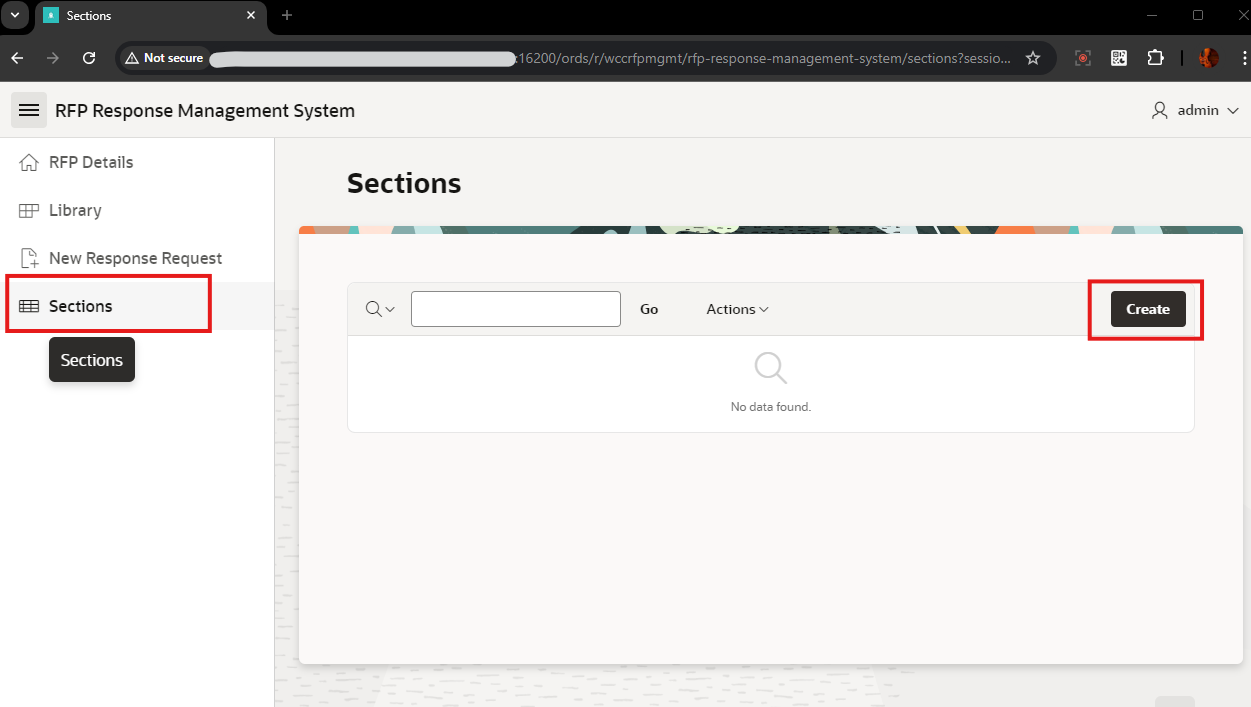 Sections
Not secure
:16200/ords/r/wccrfpmgmt/rfp-response-management-system/sections?sessio...
RFP Response Management System
admin
RFP Details
Library
New Response Request
Sections
Sections
Sections
Go
Actions
Create
No data found.